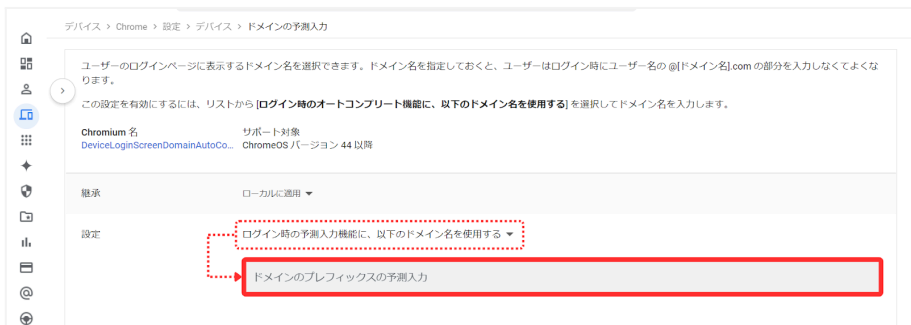 デバイス > Chrome > 設定 > デバイス > ドメインの予測入力
ユーザーのログインページに表示するドメイン名を選択できます。ドメイン名を指定しておくと、ユーザーはログイン時にユーザー名の @[ドメイン名].com の部分を入力しなくてよくな
ります。
この設定を有効にするには、リストから [ログイン時のオートコンプリート機能に、以下のドメイン名を使用する] を選択してドメイン名を入力します。
Chromium 名 サポート対象
DeviceLoginScreenDomainAutoCo... ChromeOS バージョン 44 以降
継承 ローカルに適用
設定 ログイン時の予測入力機能に、以下のドメイン名を使用する
ドメインのプレフィックスの予測入力